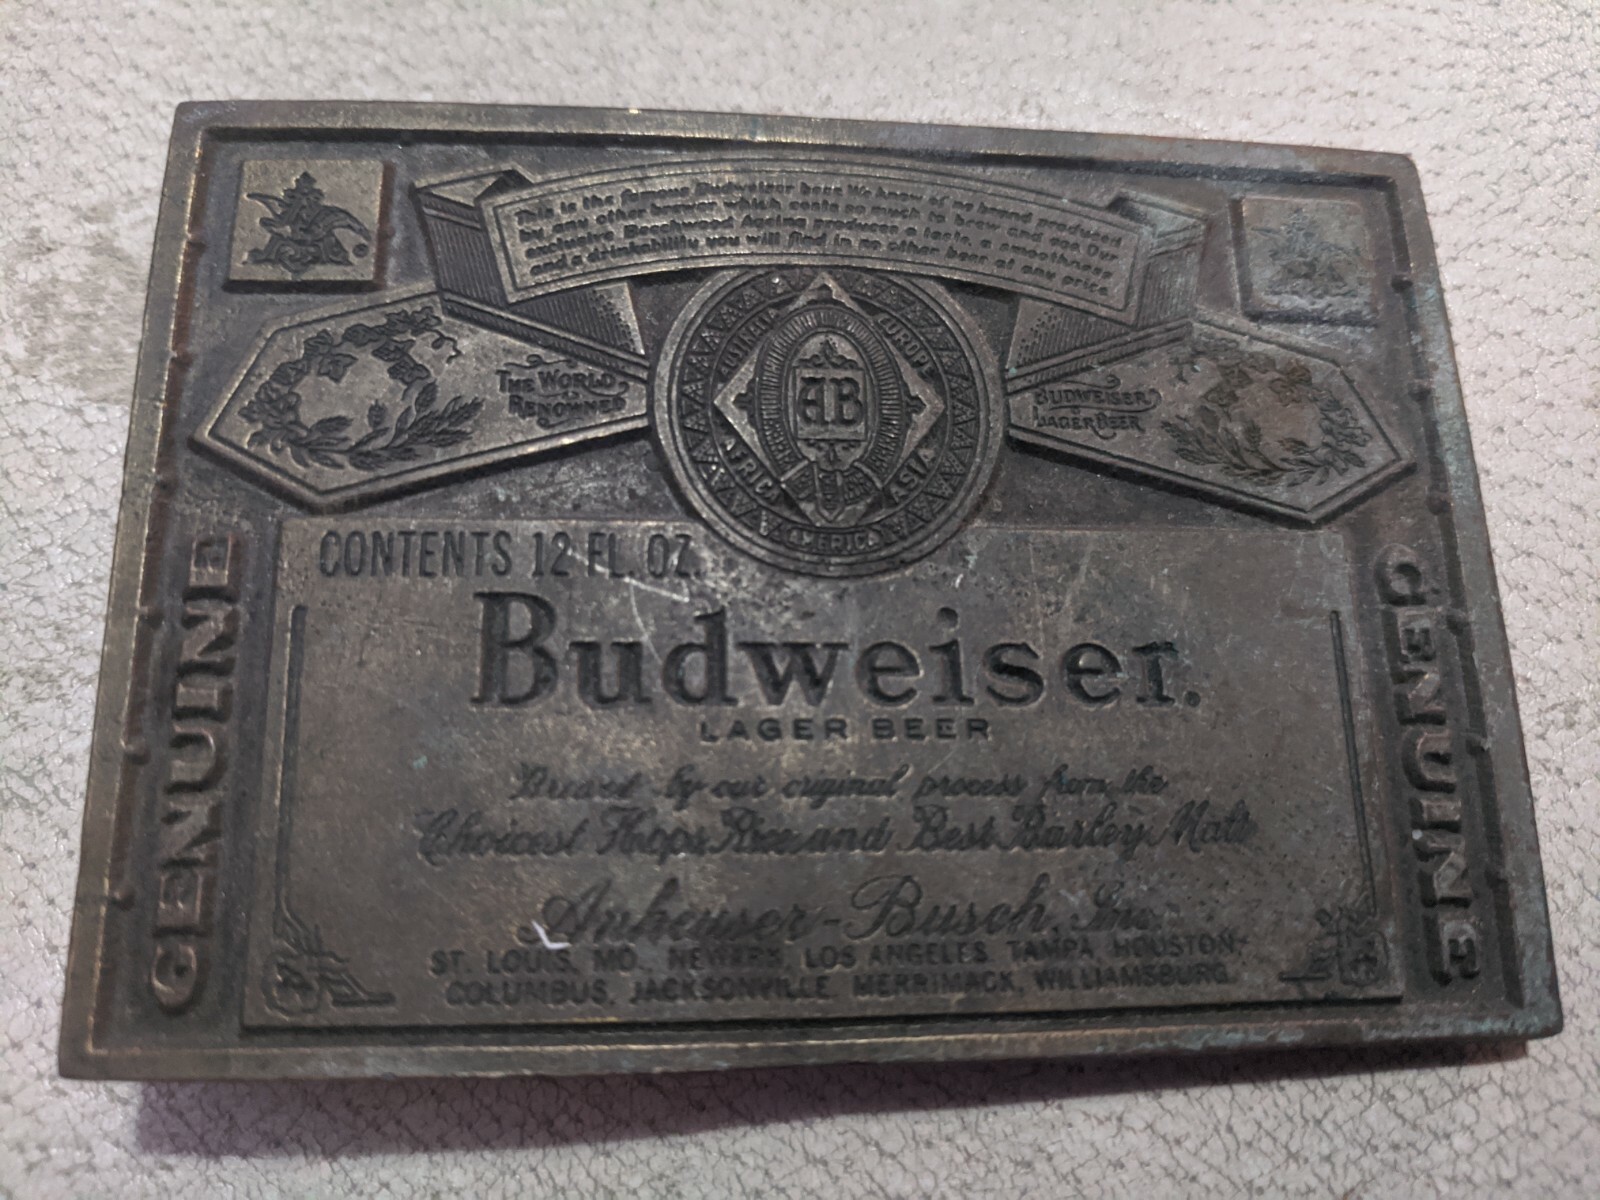 This is the famous Budweiser beer. We know of no brand produced
by any other brewer which costs so much to brew and age. Our
exclusive Beechwood Ageing produces a taste, a smoothness
and a drinkability you will find in no other beer at any price.
THE WORLD
RENOWNED
BUDWEISER
LAGER BEER
AUSTRALIA
EUROPE
AB
AFRICA
ASIA
AMERICA
GENUINE
GENUINE
CONTENTS 12 FL. OZ.
Budweiser.
LAGER BEER
Brewed by our original process from the
Choicest Hops, Rice and Best Barley Malt
Anheuser-Busch, Inc.
ST. LOUIS, MO., NEWARK, LOS ANGELES, TAMPA, HOUSTON,
COLUMBUS, JACKSONVILLE, MERRIMACK, WILLIAMSBURG.